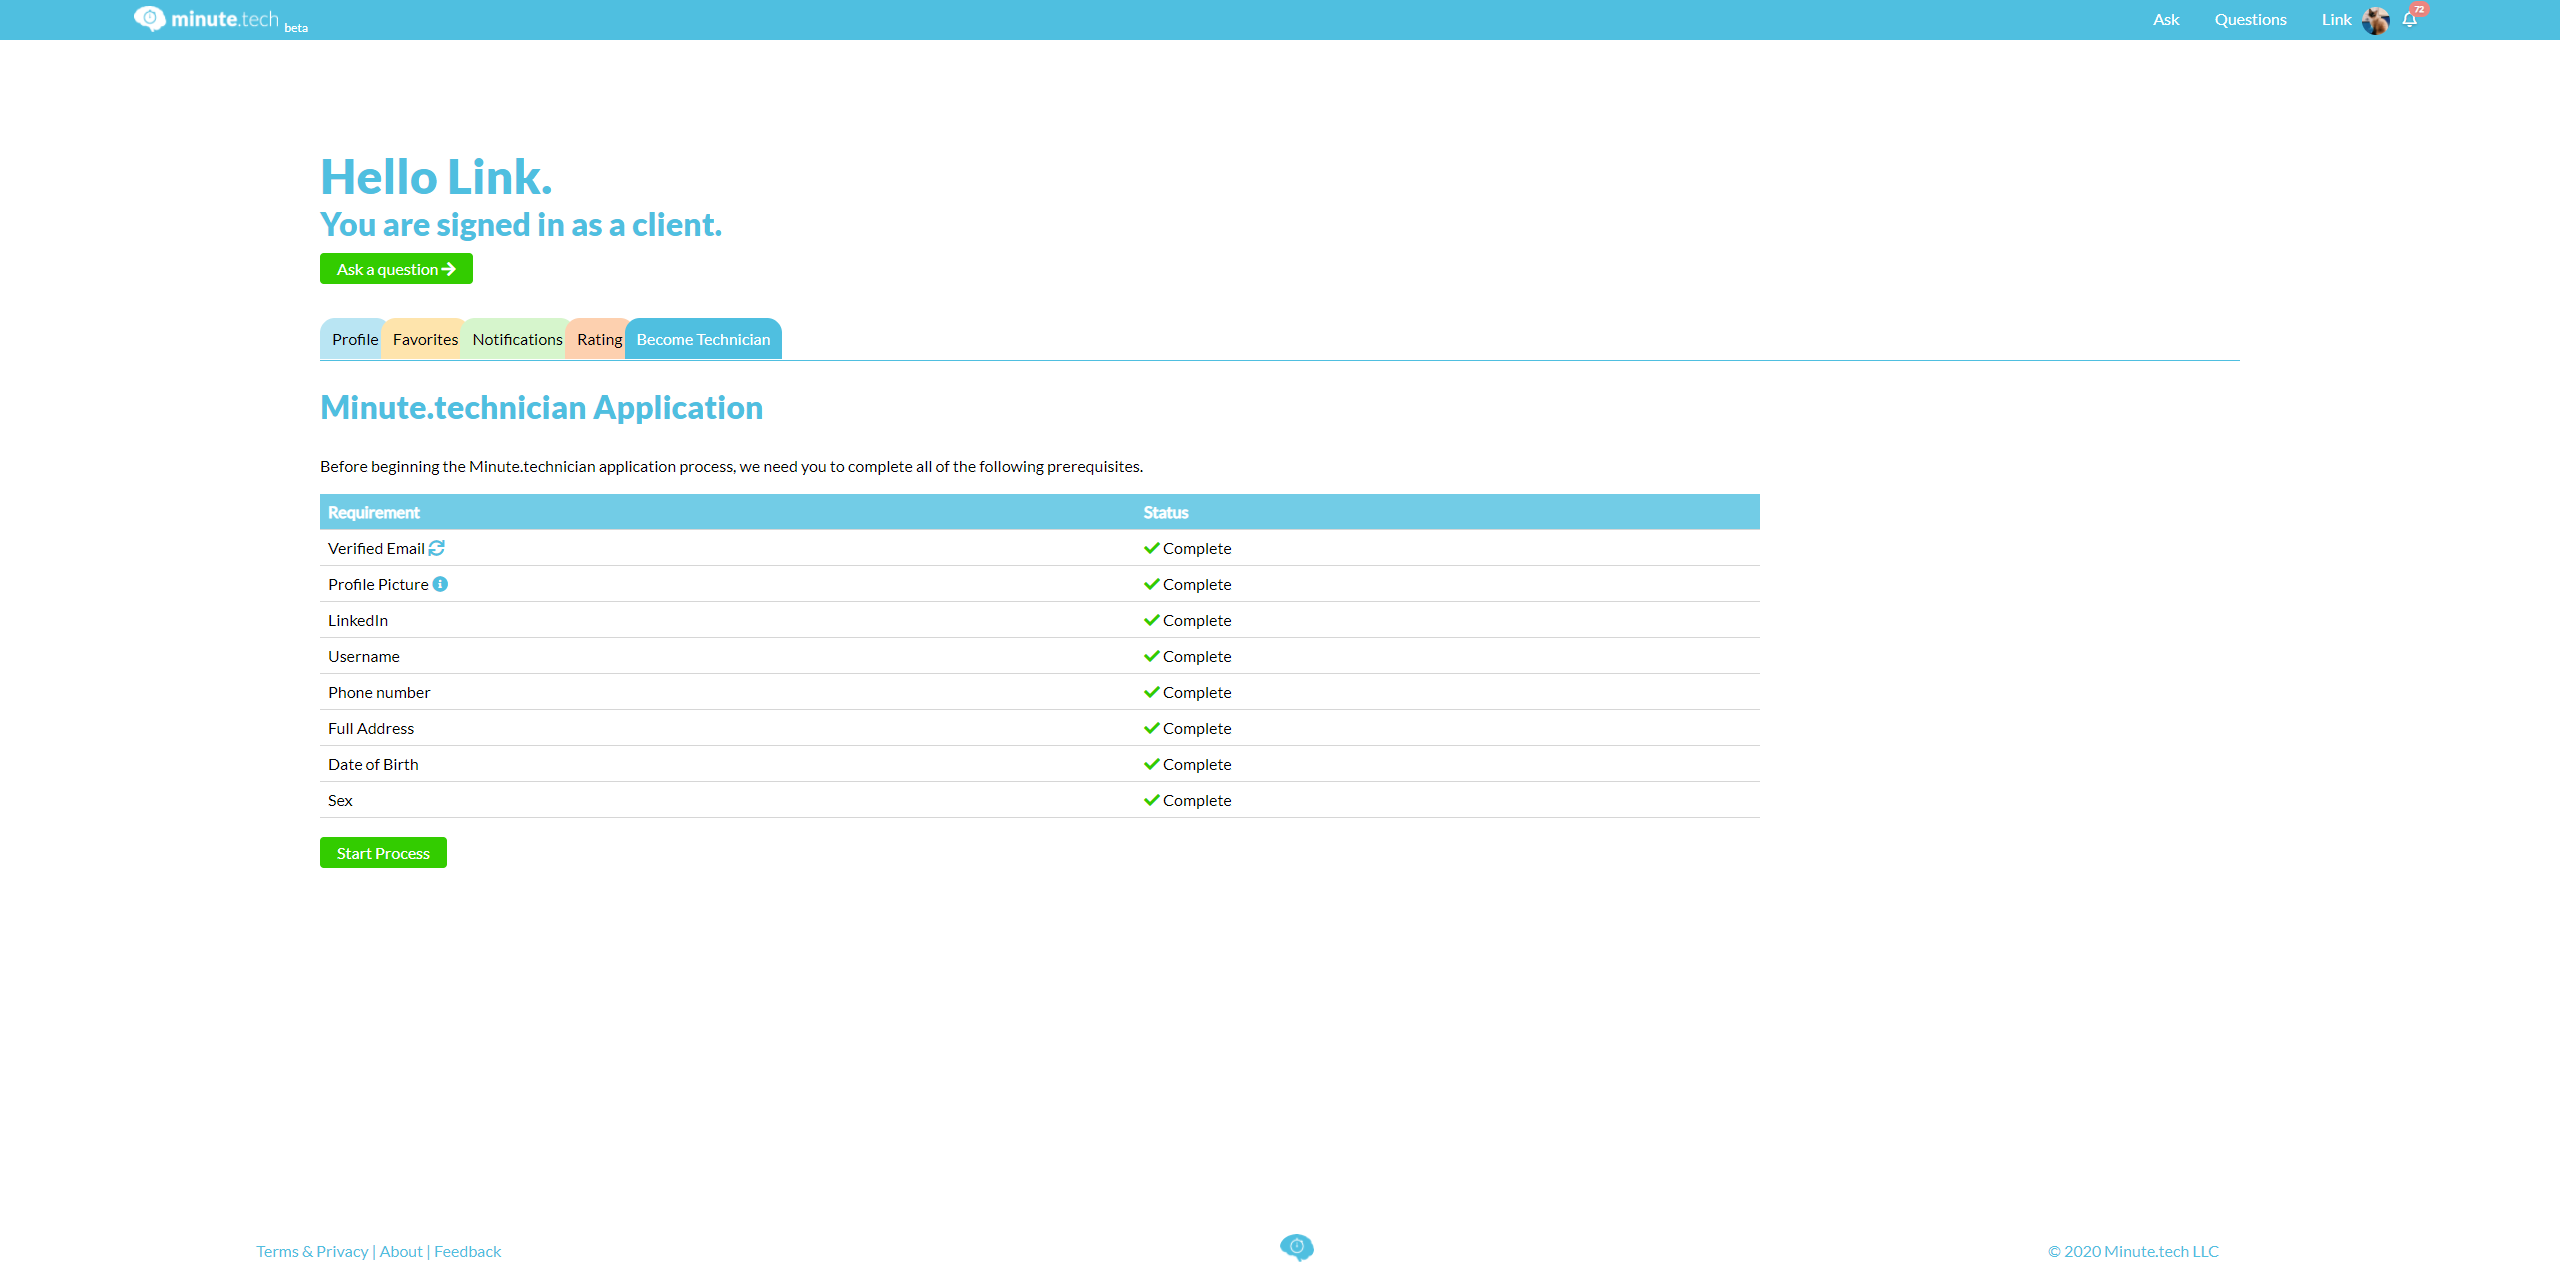 minute.tech beta
Ask Questions Link 72
Hello Link.
You are signed in as a client.
Ask a question
Profile Favorites Notifications Rating Become Technician
Minute.technician Application
Before beginning the Minute.technician application process, we need you to complete all of the following prerequisites.
Requirement Status
Verified Email Complete
Profile Picture Complete
LinkedIn Complete
Username Complete
Phone number Complete
Full Address Complete
Date of Birth Complete
Sex Complete
Start Process
Terms & Privacy | About | Feedback
© 2020 Minute.tech LLC